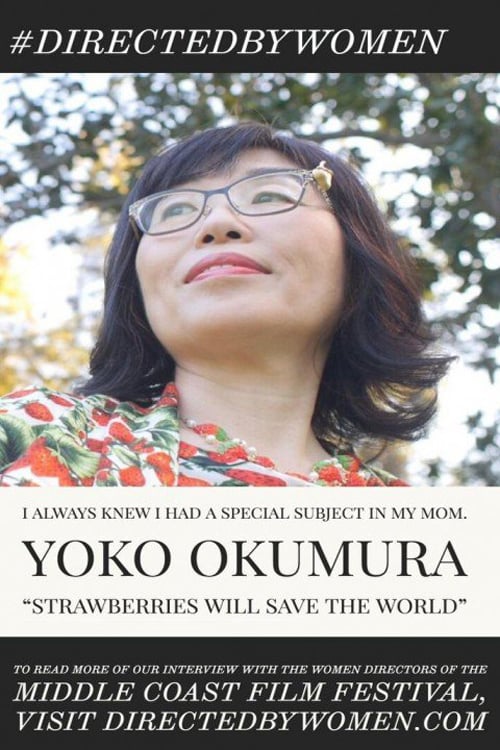 #DIRECTEDBYWOMEN
I ALWAYS KNEW I HAD A SPECIAL SUBJECT IN MY MOM.
YOKO OKUMURA
“STRAWBERRIES WILL SAVE THE WORLD”
TO READ MORE OF OUR INTERVIEW WITH THE WOMEN DIRECTORS OF THE
MIDDLE COAST FILM FESTIVAL,
VISIT DIRECTEDBYWOMEN.COM